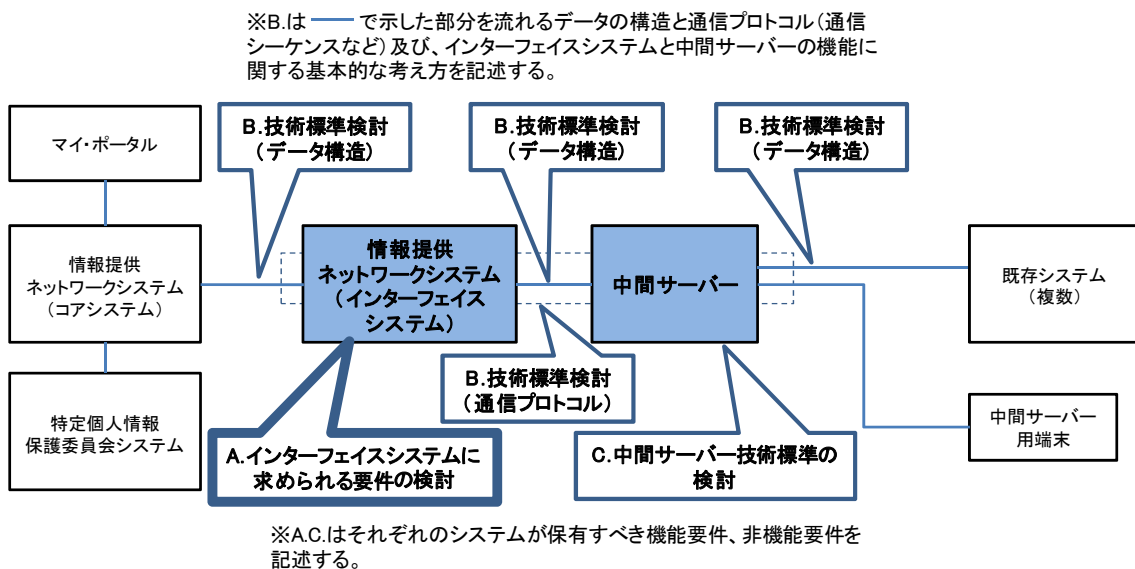 ※B.は ―― で示した部分を流れるデータの構造と通信プロトコル(通信
シーケンスなど)及び、インターフェイスシステムと中間サーバーの機能に
関する基本的な考え方を記述する。
マイ・ポータル
B.技術標準検討
(データ構造)
B.技術標準検討
(データ構造)
B.技術標準検討
(データ構造)
情報提供
ネットワークシステム
(コアシステム)
情報提供
ネットワークシステム
(インターフェイス
システム)
中間サーバー
既存システム
(複数)
B.技術標準検討
(通信プロトコル)
特定個人情報
保護委員会システム
A.インターフェイスシステムに
求められる要件の検討
C.中間サーバー技術標準の
検討
中間サーバー
用端末
※A.C.はそれぞれのシステムが保有すべき機能要件、非機能要件を
記述する。